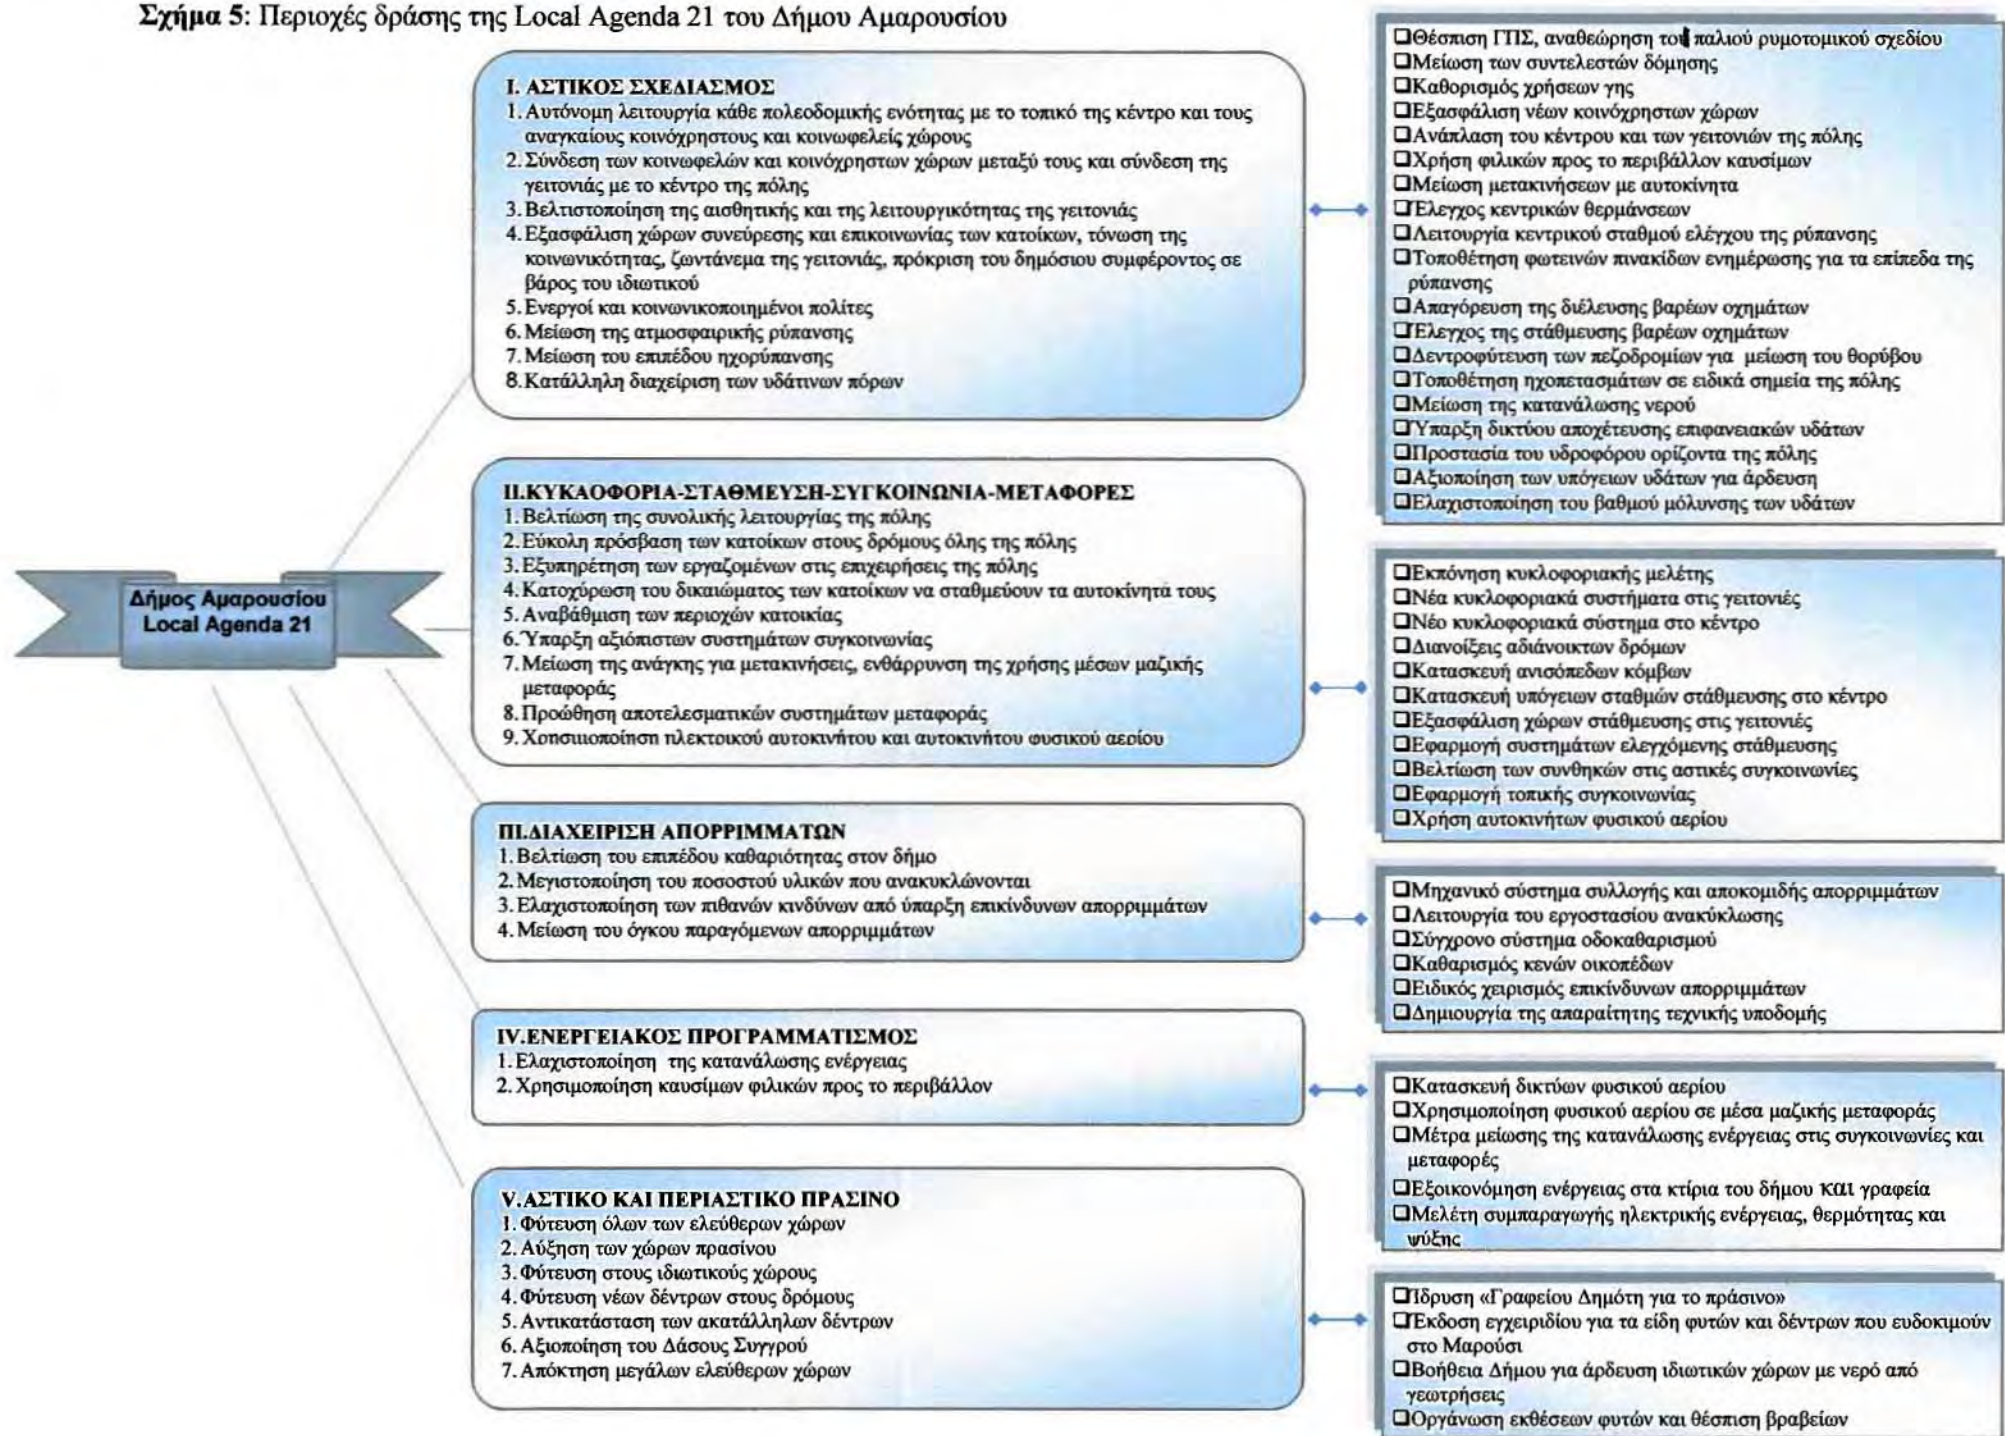 Σχήμα 5: Περιοχές δράσης της Local Agenda 21 του Δήμου Αμαρουσίου
Δήμος Αμαρουσίου
Local Agenda 21
Ι. ΑΣΤΙΚΟΣ ΣΧΕΔΙΑΣΜΟΣ
1. Αυτόνομη λειτουργία κάθε πολεοδομικής ενότητας με το τοπικό της κέντρο και τους
αναγκαίους κοινόχρηστους και κοινωφελείς χώρους
2. Σύνδεση των κοινωφελών και κοινόχρηστων χώρων μεταξύ τους και σύνδεση της
γειτονιάς με το κέντρο της πόλης
3. Βελτιστοποίηση της αισθητικής και της λειτουργικότητας της γειτονιάς
4. Εξασφάλιση χώρων συνεύρεσης και επικοινωνίας των κατοίκων, τόνωση της
κοινωνικότητας, ζωντάνεμα της γειτονιάς, πρόκριση του δημόσιου συμφέροντος σε
βάρος του ιδιωτικού
5. Ενεργοί και κοινωνικοποιημένοι πολίτες
6. Μείωση της ατμοσφαιρικής ρύπανσης
7. Μείωση του επιπέδου ηχορύπανσης
8. Κατάλληλη διαχείριση των υδάτινων πόρων
❑Θέσπιση ΓΠΣ, αναθεώρηση του παλιού ρυμοτομικού σχεδίου
❑Μείωση των συντελεστών δόμησης
❑Καθορισμός χρήσεων γης
❑Εξασφάλιση νέων κοινόχρηστων χώρων
❑Ανάπλαση του κέντρου και των γειτονιών της πόλης
❑Χρήση φιλικών προς το περιβάλλον καυσίμων
❑Μείωση μετακινήσεων με αυτοκίνητα
❑Έλεγχος κεντρικών θερμάνσεων
❑Λειτουργία κεντρικού σταθμού ελέγχου της ρύπανσης
❑Τοποθέτηση φωτεινών πινακίδων ενημέρωσης για τα επίπεδα της
ρύπανσης
❑Απαγόρευση της διέλευσης βαρέων οχημάτων
❑Έλεγχος της στάθμευσης βαρέων οχημάτων
❑Δεντροφύτευση των πεζοδρομίων για μείωση του θορύβου
❑Τοποθέτηση ηχοπετασμάτων σε ειδικά σημεία της πόλης
❑Μείωση της κατανάλωσης νερού
❑Ύπαρξη δικτύου αποχέτευσης επιφανειακών υδάτων
❑Προστασία του υδροφόρου ορίζοντα της πόλης
❑Αξιοποίηση των υπόγειων υδάτων για άρδευση
❑Ελαχιστοποίηση του βαθμού μόλυνσης των υδάτων
ΙΙ.ΚΥΚΛΟΦΟΡΙΑ-ΣΤΑΘΜΕΥΣΗ-ΣΥΓΚΟΙΝΩΝΙΑ-ΜΕΤΑΦΟΡΕΣ
1. Βελτίωση της συνολικής λειτουργίας της πόλης
2. Εύκολη πρόσβαση των κατοίκων στους δρόμους όλης της πόλης
3. Εξυπηρέτηση των εργαζομένων στις επιχειρήσεις της πόλης
4. Κατοχύρωση του δικαιώματος των κατοίκων να σταθμεύουν τα αυτοκίνητά τους
5. Αναβάθμιση των περιοχών κατοικίας
6. Ύπαρξη αξιόπιστων συστημάτων συγκοινωνίας
7. Μείωση της ανάγκης για μετακινήσεις, ενθάρρυνση της χρήσης μέσων μαζικής
μεταφοράς
8. Προώθηση αποτελεσματικών συστημάτων μεταφοράς
9. Χρησιμοποίηση ηλεκτρικού αυτοκινήτου και αυτοκινήτου φυσικού αερίου
❑Εκπόνηση κυκλοφοριακής μελέτης
❑Νέα κυκλοφοριακά συστήματα στις γειτονιές
❑Νέο κυκλοφοριακά σύστημα στο κέντρο
❑Διανοίξεις αδιάνοικτων δρόμων
❑Κατασκευή ανισόπεδων κόμβων
❑Κατασκευή υπόγειων σταθμών στάθμευσης στο κέντρο
❑Εξασφάλιση χώρων στάθμευσης στις γειτονιές
❑Εφαρμογή συστημάτων ελεγχόμενης στάθμευσης
❑Βελτίωση των συνθηκών στις αστικές συγκοινωνίες
❑Εφαρμογή τοπικής συγκοινωνίας
❑Χρήση αυτοκινήτων φυσικού αερίου
ΙΙΙ.ΔΙΑΧΕΙΡΙΣΗ ΑΠΟΡΡΙΜΜΑΤΩΝ
1. Βελτίωση του επιπέδου καθαριότητας στον δήμο
2. Μεγιστοποίηση του ποσοστού υλικών που ανακυκλώνονται
3. Ελαχιστοποίηση των πιθανών κινδύνων από ύπαρξη επικίνδυνων απορριμμάτων
4. Μείωση του όγκου παραγόμενων απορριμμάτων
❑Μηχανικό σύστημα συλλογής και αποκομιδής απορριμμάτων
❑Λειτουργία του εργοστασίου ανακύκλωσης
❑Σύγχρονο σύστημα οδοκαθαρισμού
❑Καθαρισμός κενών οικοπέδων
❑Ειδικός χειρισμός επικίνδυνων απορριμμάτων
❑Δημιουργία της απαραίτητης τεχνικής υποδομής
IV.ΕΝΕΡΓΕΙΑΚΟΣ ΠΡΟΓΡΑΜΜΑΤΙΣΜΟΣ
1. Ελαχιστοποίηση της κατανάλωσης ενέργειας
2. Χρησιμοποίηση καυσίμων φιλικών προς το περιβάλλον
❑Κατασκευή δικτύων φυσικού αερίου
❑Χρησιμοποίηση φυσικού αερίου σε μέσα μαζικής μεταφοράς
❑Μέτρα μείωσης της κατανάλωσης ενέργειας στις συγκοινωνίες και
μεταφορές
❑Εξοικονόμηση ενέργειας στα κτίρια του δήμου και γραφεία
❑Μελέτη συμπαραγωγής ηλεκτρικής ενέργειας, θερμότητας και
ψύξης
V.ΑΣΤΙΚΟ ΚΑΙ ΠΕΡΙΑΣΤΙΚΟ ΠΡΑΣΙΝΟ
1. Φύτευση όλων των ελεύθερων χώρων
2. Αύξηση των χώρων πρασίνου
3. Φύτευση στους ιδιωτικούς χώρους
4. Φύτευση νέων δέντρων στους δρόμους
5. Αντικατάσταση των ακατάλληλων δέντρων
6. Αξιοποίηση του Δάσους Συγγρού
7. Απόκτηση μεγάλων ελεύθερων χώρων
❑Ίδρυση «Γραφείου Δημότη για το πράσινο»
❑Έκδοση εγχειριδίου για τα είδη φυτών και δέντρων που ευδοκιμούν
στο Μαρούσι
❑Βοήθεια Δήμου για άρδευση ιδιωτικών χώρων με νερό από
γεωτρήσεις
❑Οργάνωση εκθέσεων φυτών και θέσπιση βραβείων